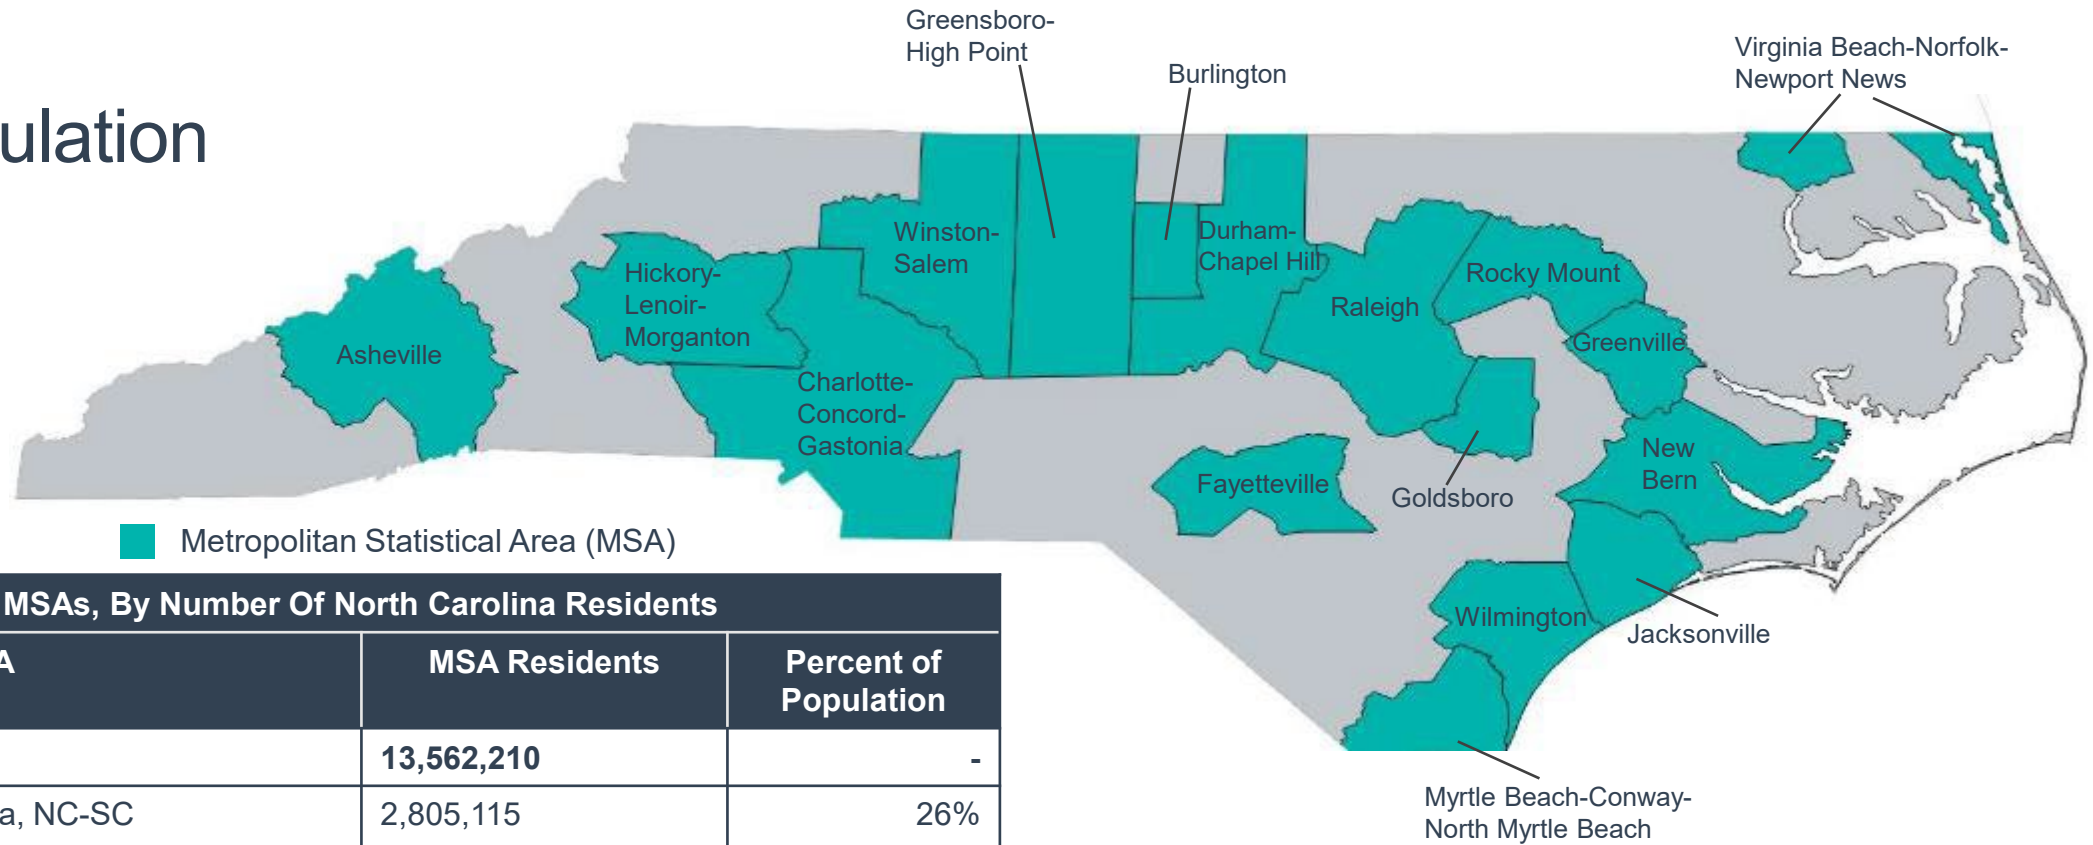 Greensboro-
High Point
Burlington
Virginia Beach-Norfolk-
Newport News
ulation
Winston-
Salem
Durham-
Chapel Hill
Hickory-
Lenoir-
Morganton
Rocky Mount
Raleigh
Asheville
Greenville
Charlotte-
Concord-
Gastonia
New
Bern
Fayetteville
Goldsboro
Metropolitan Statistical Area (MSA)
Wilmington
Jacksonville
Myrtle Beach-Conway-
North Myrtle Beach
MSAs, By Number Of North Carolina Residents
A MSA Residents Percent of
Population
13,562,210 -
a, NC-SC 2,805,115 26%